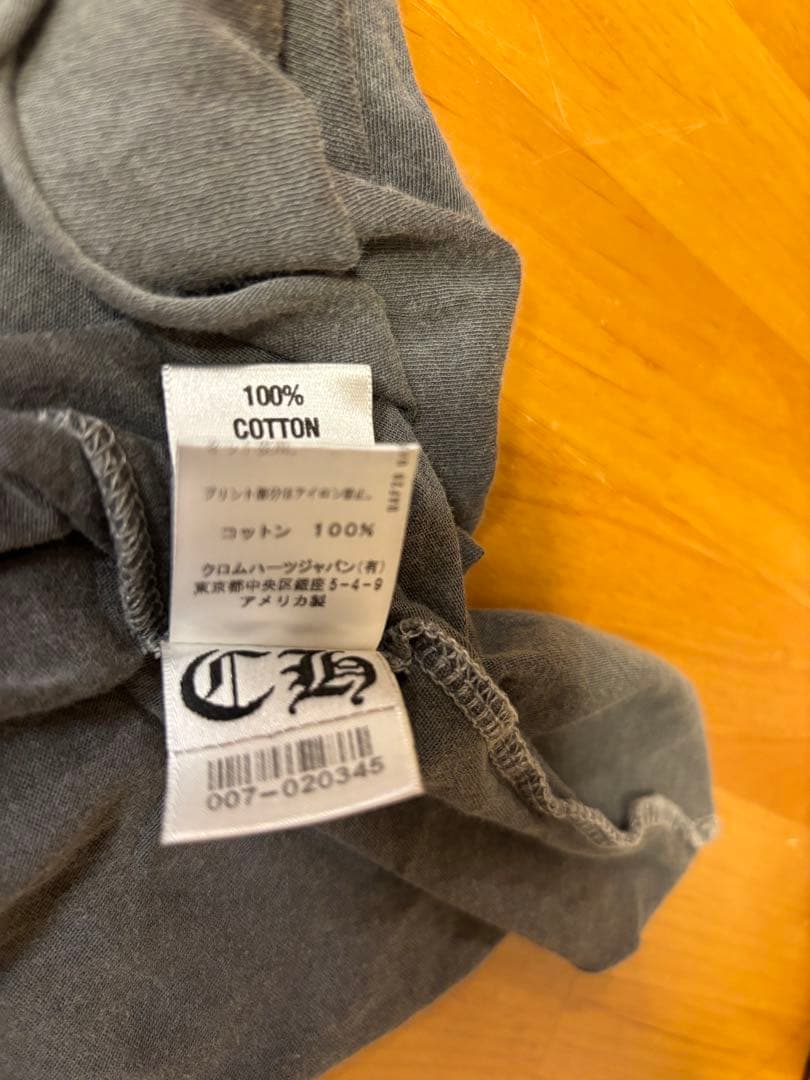 100%
COTTON
プリント部分はアイロン禁止。
コットン 100%
クロムハーツジャパン(有)
東京都中央区銀座5-4-9
アメリカ製
CH
007-020345